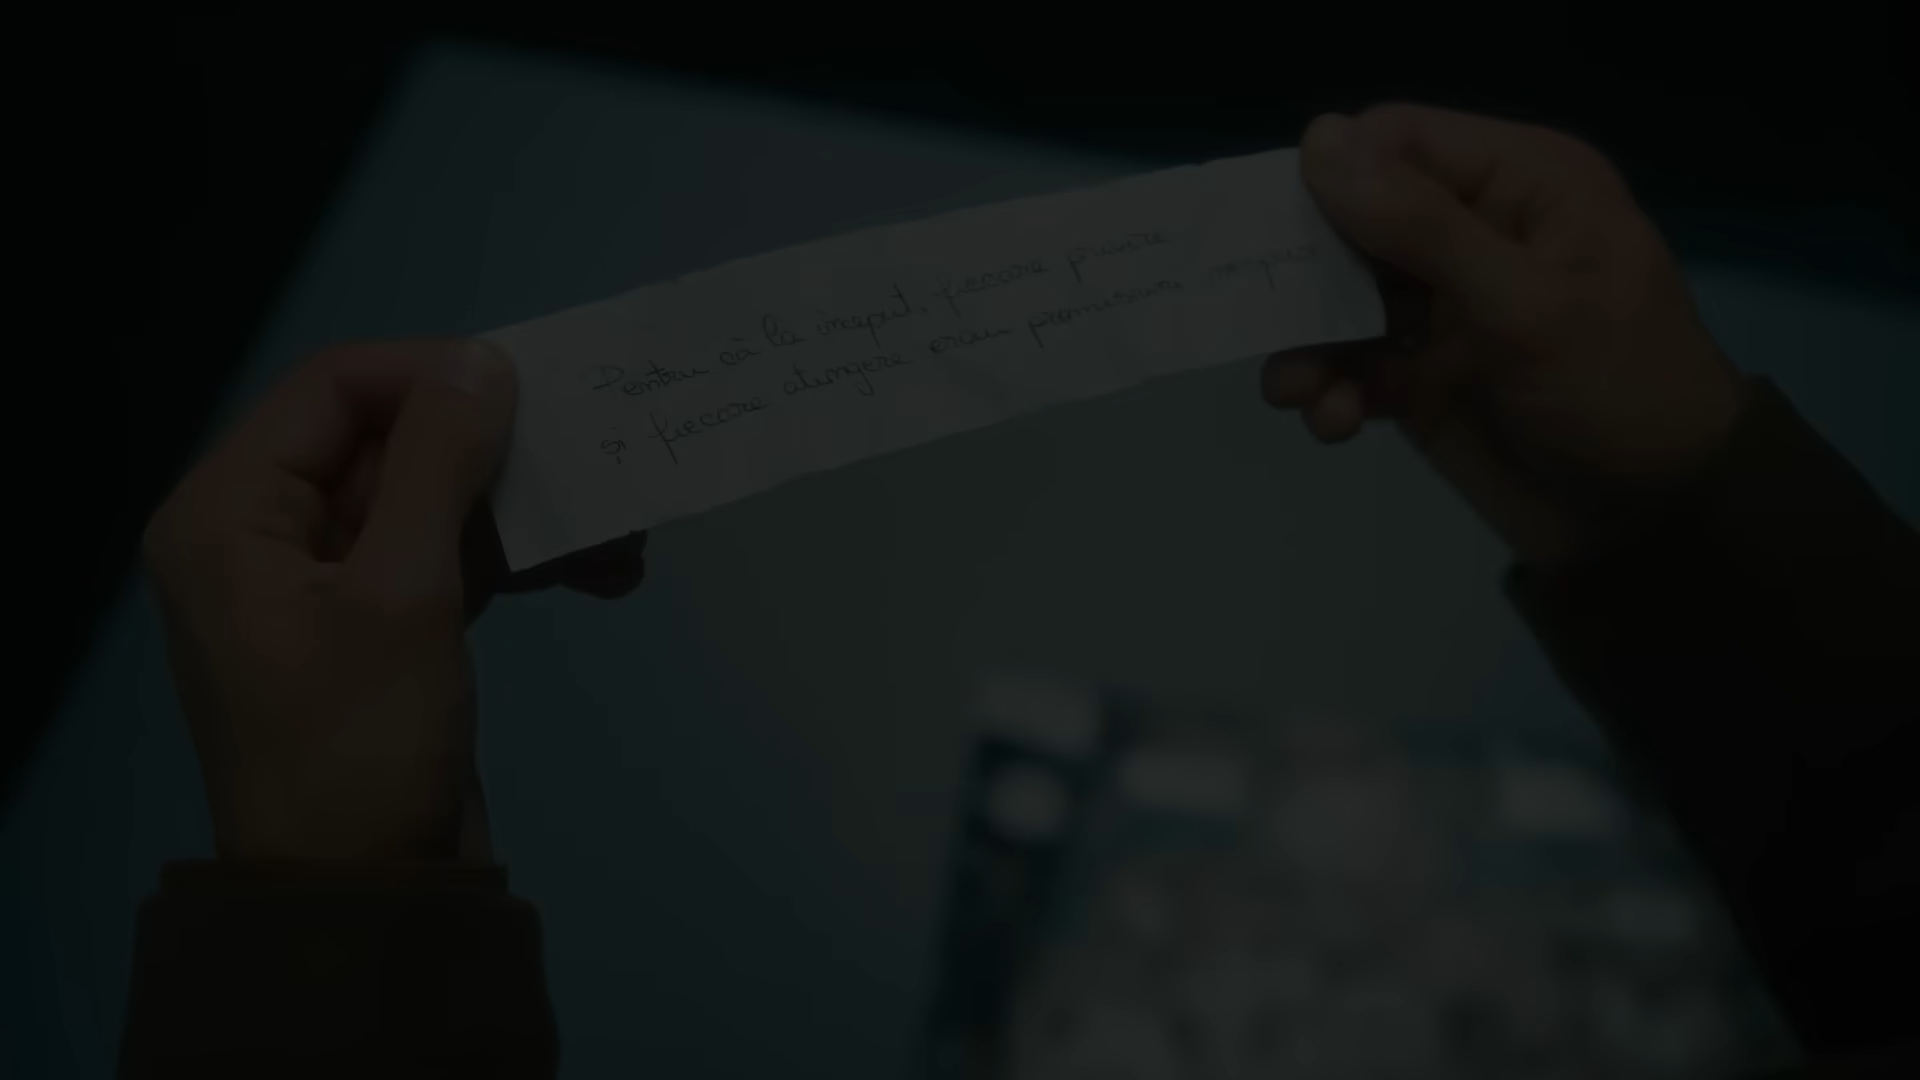 Pentru că la început, fiecare privire
și fiecare atingere erau promisiuni